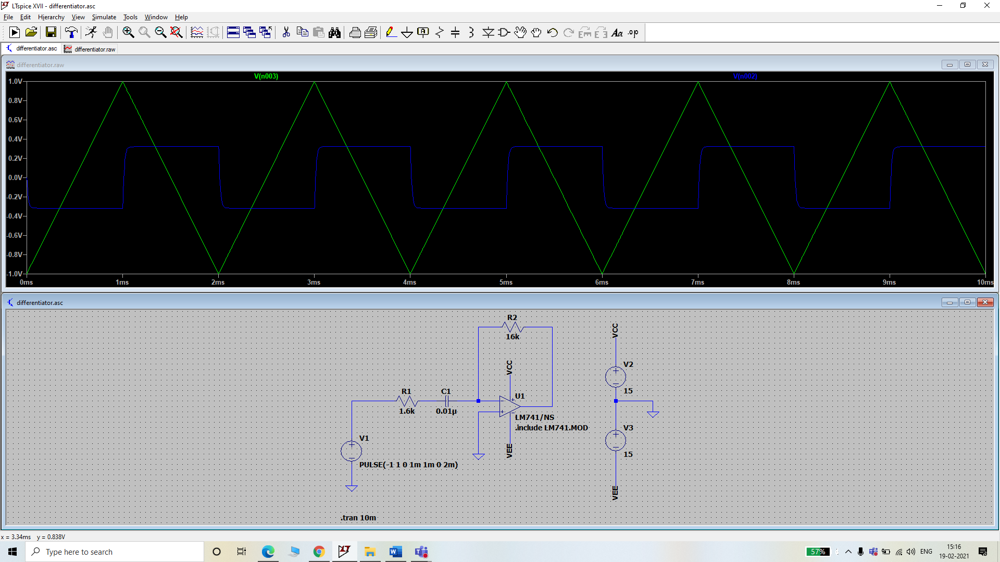 LTspice XVII - differentiator.asc
File Edit Hierarchy View Simulate Tools Window Help
differentiator.asc differentiator.raw
differentiator.raw
V(n003) V(n002)
1.0V
0.8V
0.6V
0.4V
0.2V
0.0V
-0.2V
-0.4V
-0.6V
-0.8V
-1.0V
0ms 1ms 2ms 3ms 4ms 5ms 6ms 7ms 8ms 9ms 10ms
differentiator.asc
R2
16k
VCC
VCC
V2
15
R1 C1
1.6k 0.01µ
U1
LM741/NS
.include LM741.MOD
VEE
V3
15
VEE
V1
PULSE(-1 1 0 1m 1m 0 2m)
.tran 10m
x = 3.34ms y = 0.838V
Type here to search
57% ENG 15:16
19-02-2021